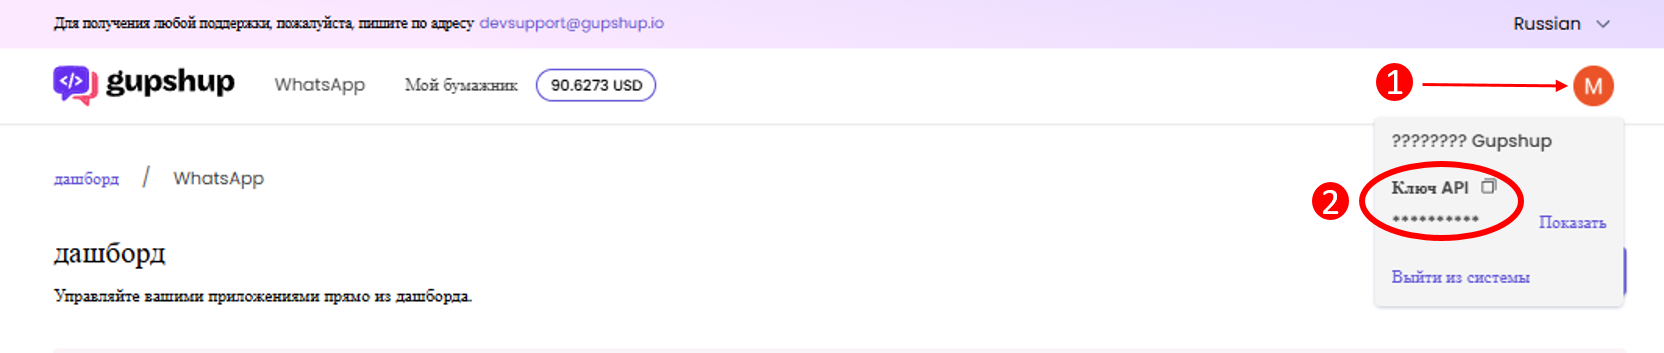 Для получения любой поддержки, пожалуйста, пишите по адресу devsupport@gupshup.io
Russian
</> gupshup
WhatsApp
Мой бумажник
90.6273 USD
1
M
???????? Gupshup
дашборд / WhatsApp
2
Ключ API
**********
Показать
дашборд
Выйти из системы
Управляйте вашими приложениями прямо из дашборда.